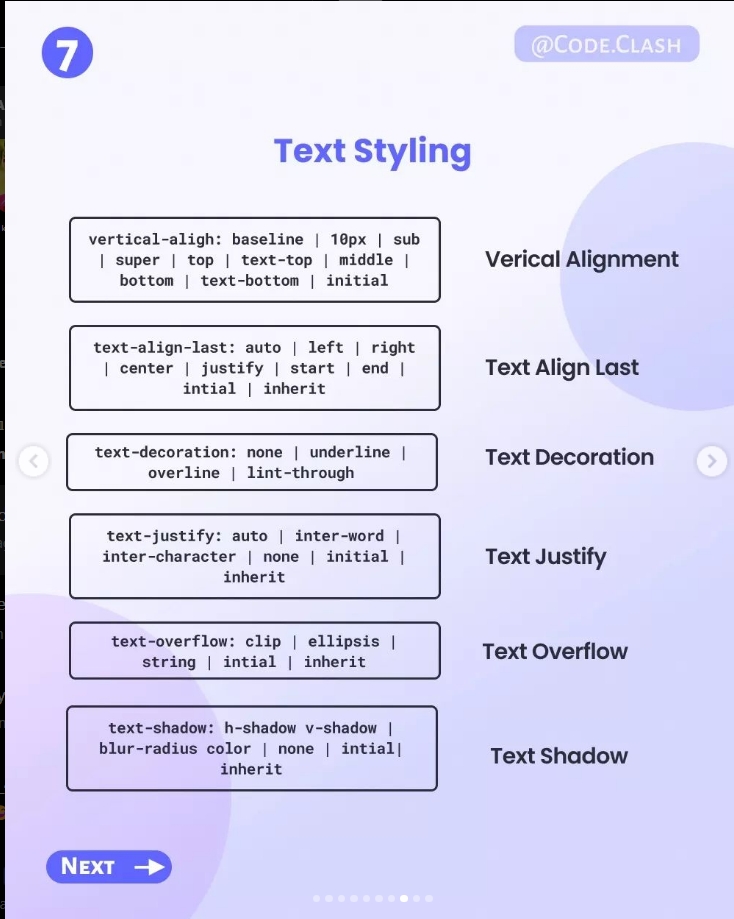 7
@CODE.CLASH
Text Styling
vertical-aligh: baseline | 10px | sub
| super | top | text-top | middle |
bottom | text-bottom | initial
Verical Alignment
text-align-last: auto | left | right
| center | justify | start | end |
intial | inherit
Text Align Last
text-decoration: none | underline |
overline | lint-through
Text Decoration
text-justify: auto | inter-word |
inter-character | none | initial |
inherit
Text Justify
text-overflow: clip | ellipsis |
string | intial | inherit
Text Overflow
text-shadow: h-shadow v-shadow |
blur-radius color | none | intial|
inherit
Text Shadow
NEXT